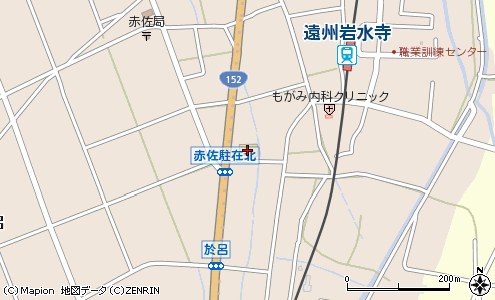 赤佐局
遠州岩水寺
職業訓練センター
152
もがみ内科クリニック
赤佐駐在北
於呂
呂
200m
(C)Mapion 地図データ(C)ZENRIN